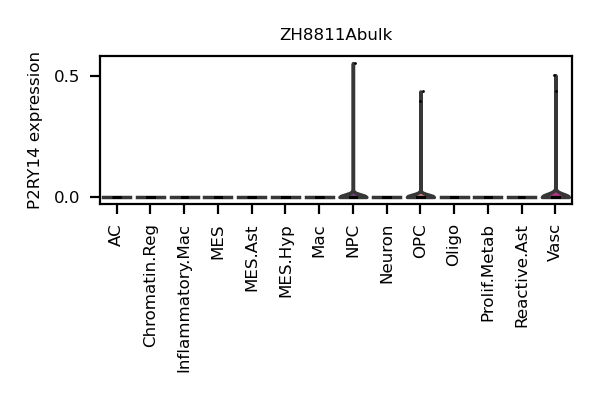 ZH8811Abulk
P2RY14 expression
0.5
0.0
AC
Chromatin.Reg
Inflammatory.Mac
MES
MES.Ast
MES.Hyp
Mac
NPC
Neuron
OPC
Oligo
Prolif.Metab
Reactive.Ast
Vasc